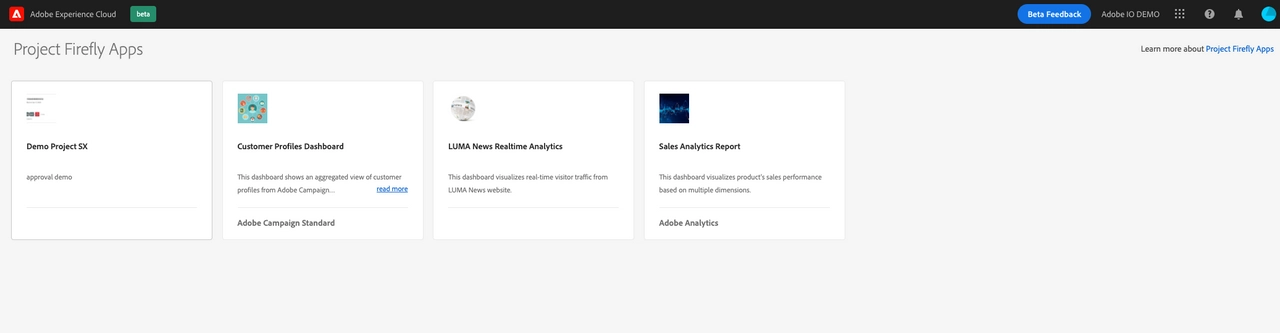 Adobe Experience Cloud
beta
Beta Feedback
Adobe IO DEMO
Project Firefly Apps
Learn more about Project Firefly Apps
Demo Project SX
approval demo
Customer Profiles Dashboard
This dashboard shows an aggregated view of customer
profiles from Adobe Campaign... read more
Adobe Campaign Standard
LUMA News Realtime Analytics
This dashboard visualizes real-time visitor traffic from
LUMA News website.
Sales Analytics Report
This dashboard visualizes product's sales performance
based on multiple dimensions.
Adobe Analytics